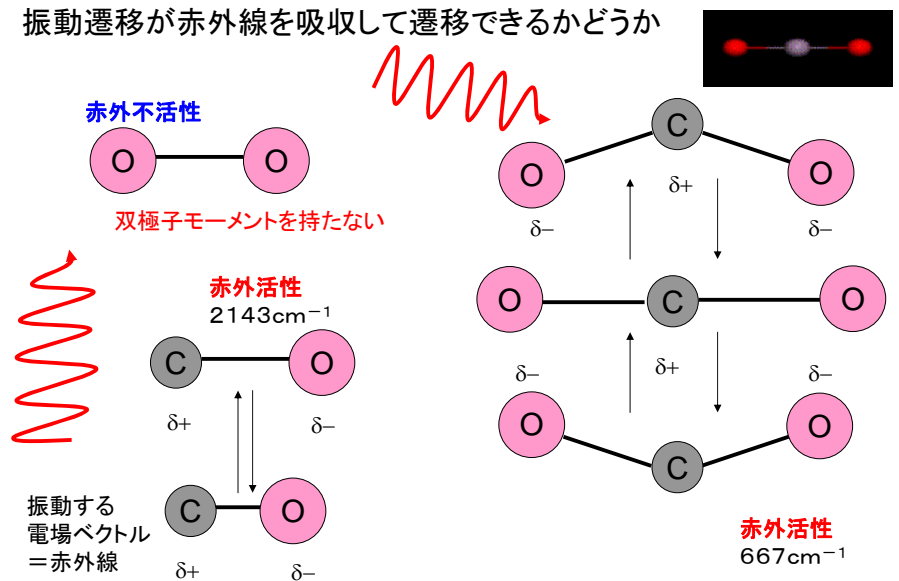 振動遷移が赤外線を吸収して遷移できるかどうか
赤外不活性
O
O
双極子モーメントを持たない
赤外活性
2143cm⁻¹
C
O
δ+
δ−
C
O
δ+
δ−
振動する
電場ベクトル
＝赤外線
C
O
O
δ+
δ−
δ−
O
C
O
δ−
δ+
δ−
O
O
C
赤外活性
667cm⁻¹